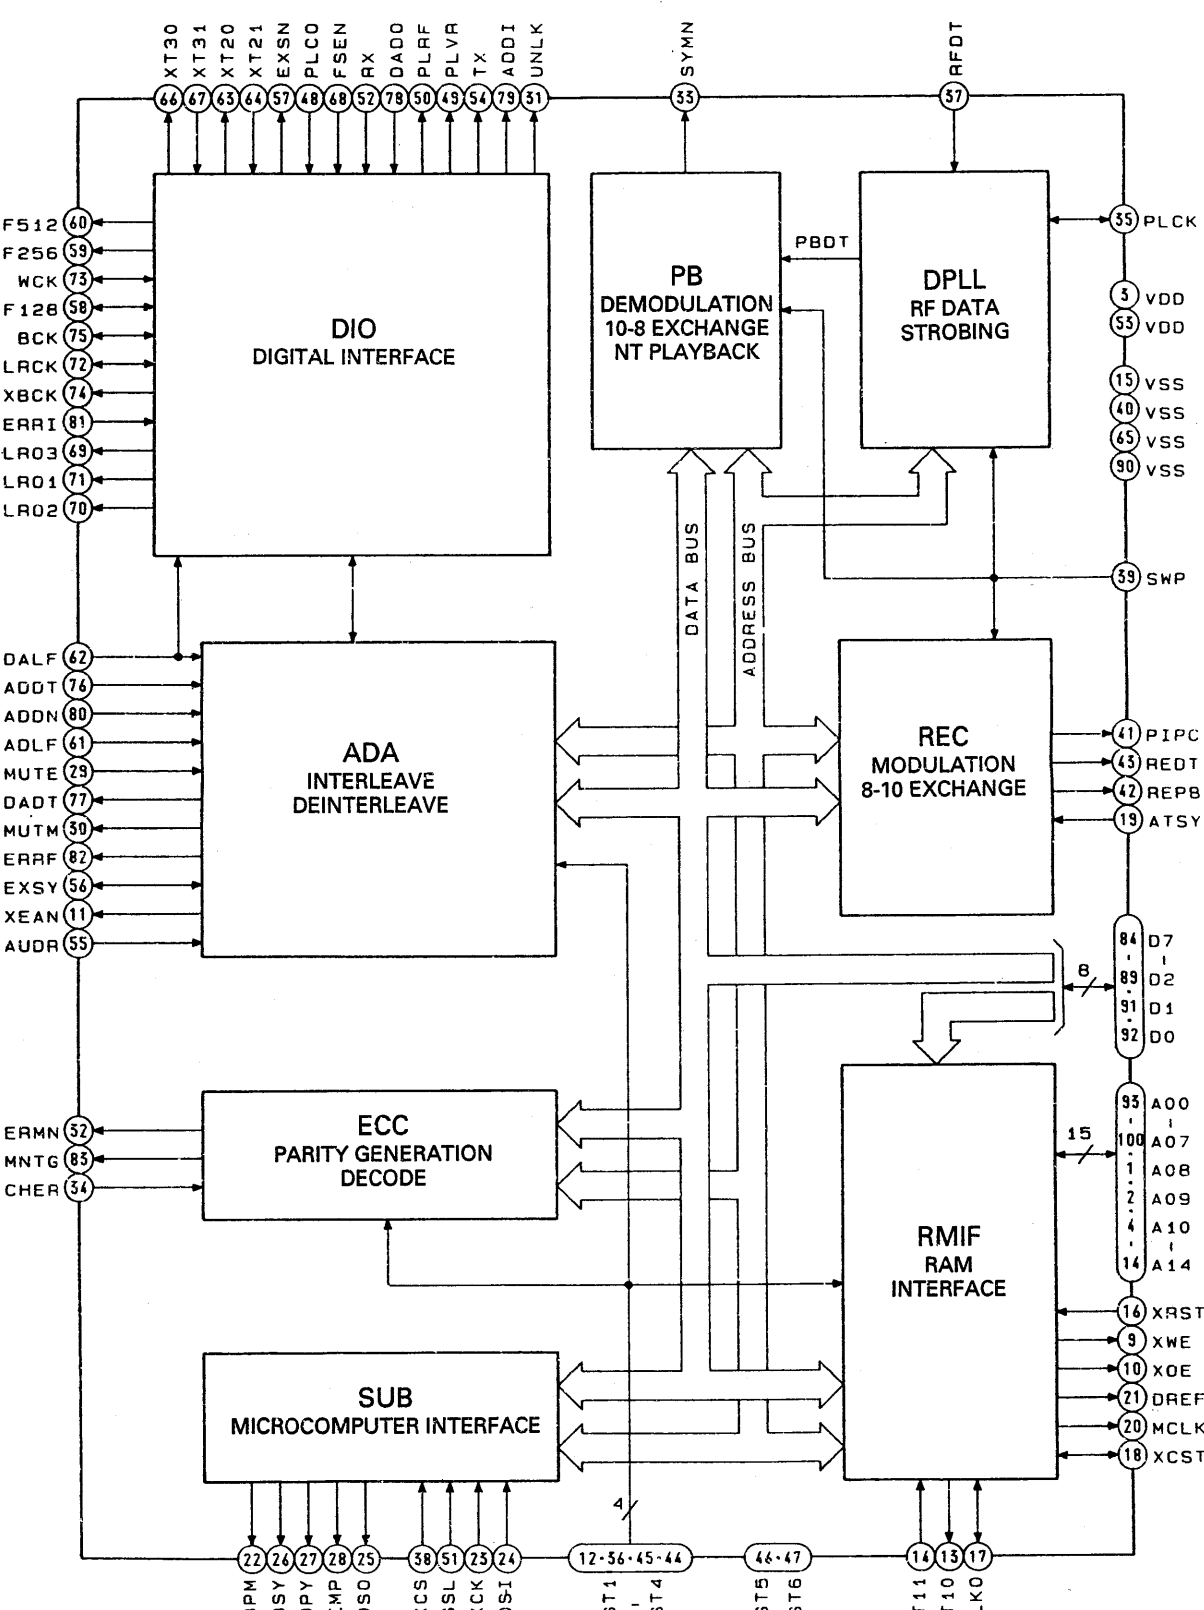 XT30 XT31 XT20 XT21 EXSN PLCO FSEN RX DADO PLRF PLVR TX ADDI UNLK SYMN RFDT
66 67 63 64 57 48 68 52 78 50 49 54 79 31 33 37
F512 60
F256 59
WCK 73
F128 58
BCK 75
LRCK 72
XBCK 74
ERRI 81
LRO3 69
LRO1 71
LRO2 70
DIO
DIGITAL INTERFACE
PB
DEMODULATION
10-8 EXCHANGE
NT PLAYBACK
PBDT
DPLL
RF DATA
STROBING
35 PLCK
3 VDD
53 VDD
15 VSS
40 VSS
65 VSS
90 VSS
39 SWP
DATA BUS
ADDRESS BUS
DALF 62
ADDT 76
ADDN 80
ADLF 61
MUTE 29
DADT 77
MUTM 30
ERRF 82
EXSY 56
XEAN 11
AUDR 55
ADA
INTERLEAVE
DEINTERLEAVE
REC
MODULATION
8-10 EXCHANGE
41 PIPC
43 REDT
42 REPB
19 ATSY
8
84 D7
89 D2
91 D1
92 D0
ERMN 32
MNTG 83
CHER 34
ECC
PARITY GENERATION
DECODE
15
93 A00
100 A07
1 A08
2 A09
4 A10
14 A14
RMIF
RAM
INTERFACE
16 XRST
9 XWE
10 XOE
21 DREF
20 MCLK
18 XCST
SUB
MICROCOMPUTER INTERFACE
4
22 26 27 28 25 38 51 23 24 12·36·45·44 46·47 14 13 17